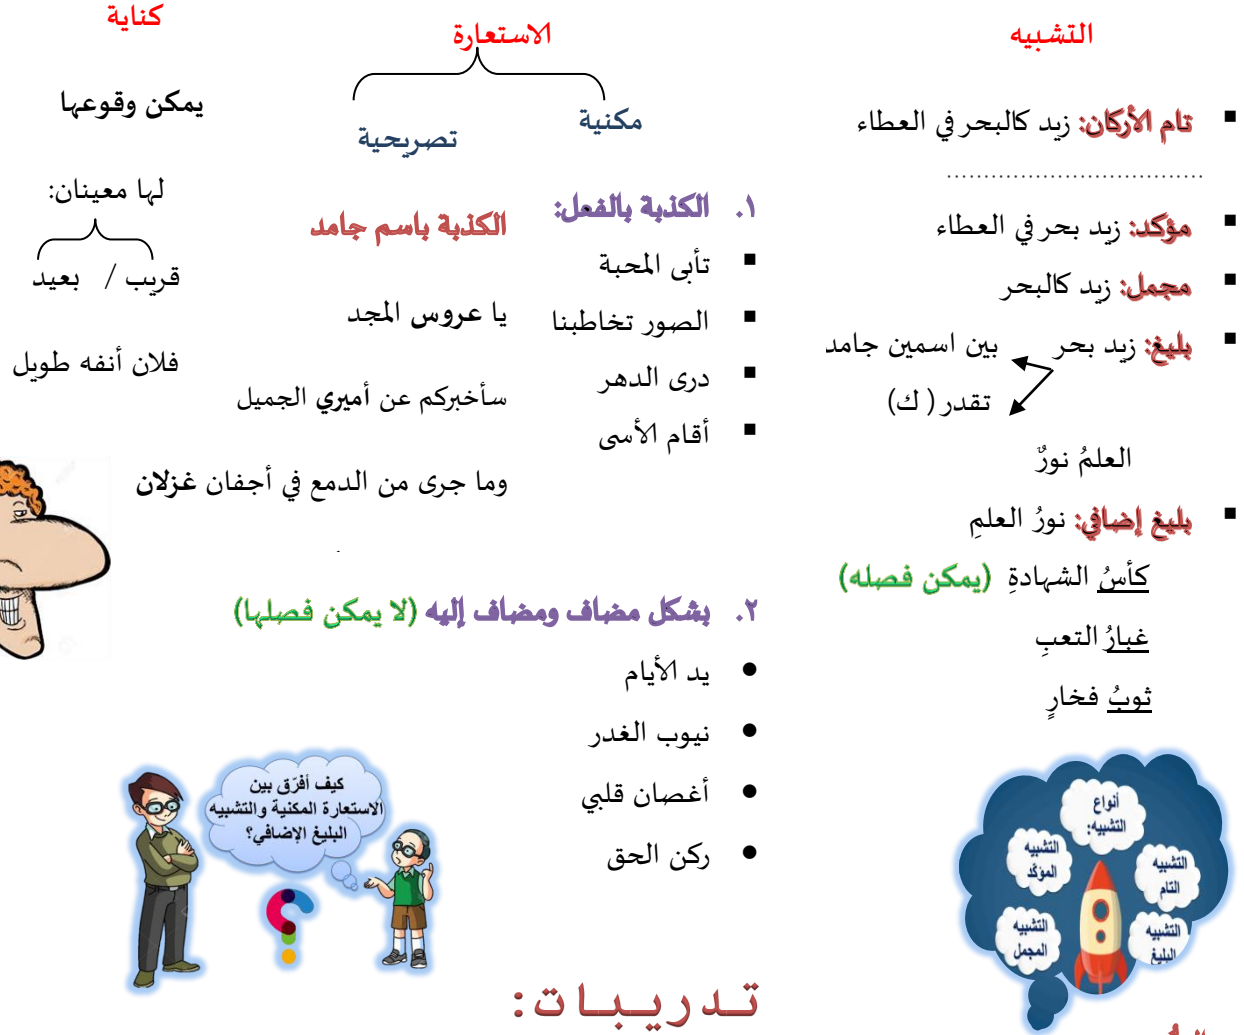 التشبيه
تام الأركان: زيد كالبحر في العطاء
..................................
مؤكد: زيد بحر في العطاء
مجمل: زيد كالبحر
بليغ: زيد بحر بين اسمين جامد
تقدر ( ك)
العلمُ نورٌ
بليغ إضافي: نورُ العلمِ
كأسُ الشهادةِ (يمكن فصله)
غبارُ التعبِ
ثوبُ فخارٍ
أنواع
التشبيه:
التشبيه
التام
التشبيه
المؤكّد
التشبيه
البليغ
التشبيه
المجمل
الاستعارة
مكنية
تصريحية
١. الكذبة بالفعل:
تأبى المحبة
الصور تخاطبنا
درى الدهر
أقام الأسى
الكذبة باسم جامد
يا عروس المجد
سأخبركم عن أميري الجميل
وما جرى من الدمع في أجفان غزلان
٢. بشكل مضاف ومضاف إليه (لا يمكن فصلها)
يد الأيام
نيوب الغدر
أغصان قلبي
ركن الحق
كيف أفرّق بين
الاستعارة المكنية والتشبيه
البليغ الإضافي؟
كناية
يمكن وقوعها
لها معينان:
قريب / بعيد
فلان أنفه طويل
تدريبات: